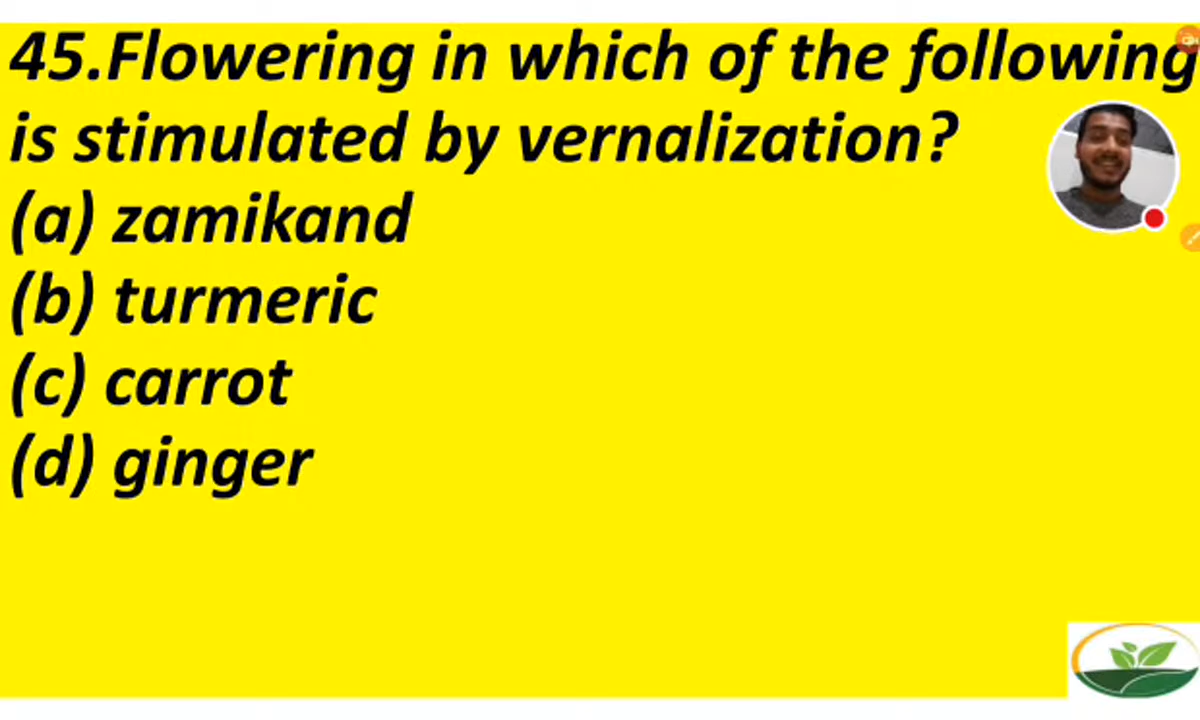 45.Flowering in which of the following
is stimulated by vernalization?
(a) zamikand
(b) turmeric
(c) carrot
(d) ginger